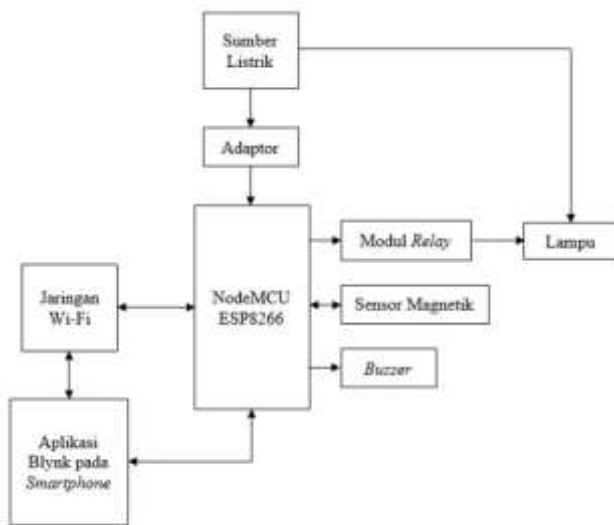 Sumber
Listrik
Adaptor
NodeMCU
ESP8266
Modul Relay
Lampu
Sensor Magnetik
Buzzer
Jaringan
Wi-Fi
Aplikasi
Blynk pada
Smartphone